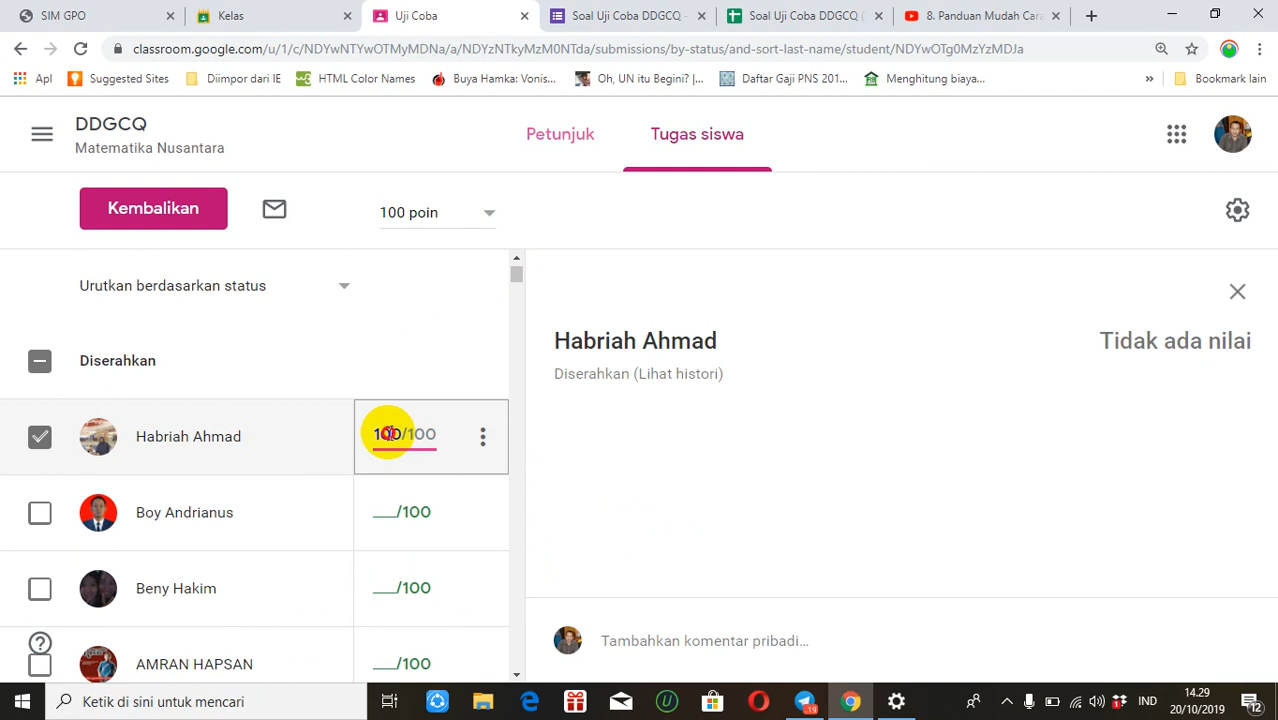 SIM GPO
Kelas
Uji Coba
Soal Uji Coba DDGCQ -
Soal Uji Coba DDGCQ (
8. Panduan Mudah Cara
classroom.google.com/u/1/c/NDYwNTYwOTMyMDNa/a/NDYzNTkyMzM0NTda/submissions/by-status/and-sort-last-name/student/NDYwOTg0MzYzMDJa
Apl
Suggested Sites
Diimpor dari IE
HTML Color Names
Buya Hamka: Vonis...
Oh, UN itu Begini? |...
Daftar Gaji PNS 201...
Menghitung biaya...
»
Bookmark lain
DDGCQ
Matematika Nusantara
Petunjuk
Tugas siswa
Kembalikan
100 poin
Urutkan berdasarkan status
Diserahkan
Habriah Ahmad
100/100
Boy Andrianus
___/100
Beny Hakim
___/100
AMRAN HAPSAN
___/100
Habriah Ahmad
Tidak ada nilai
Diserahkan (Lihat histori)
Tambahkan komentar pribadi...
Ketik di sini untuk mencari
IND
14.29
20/10/2019